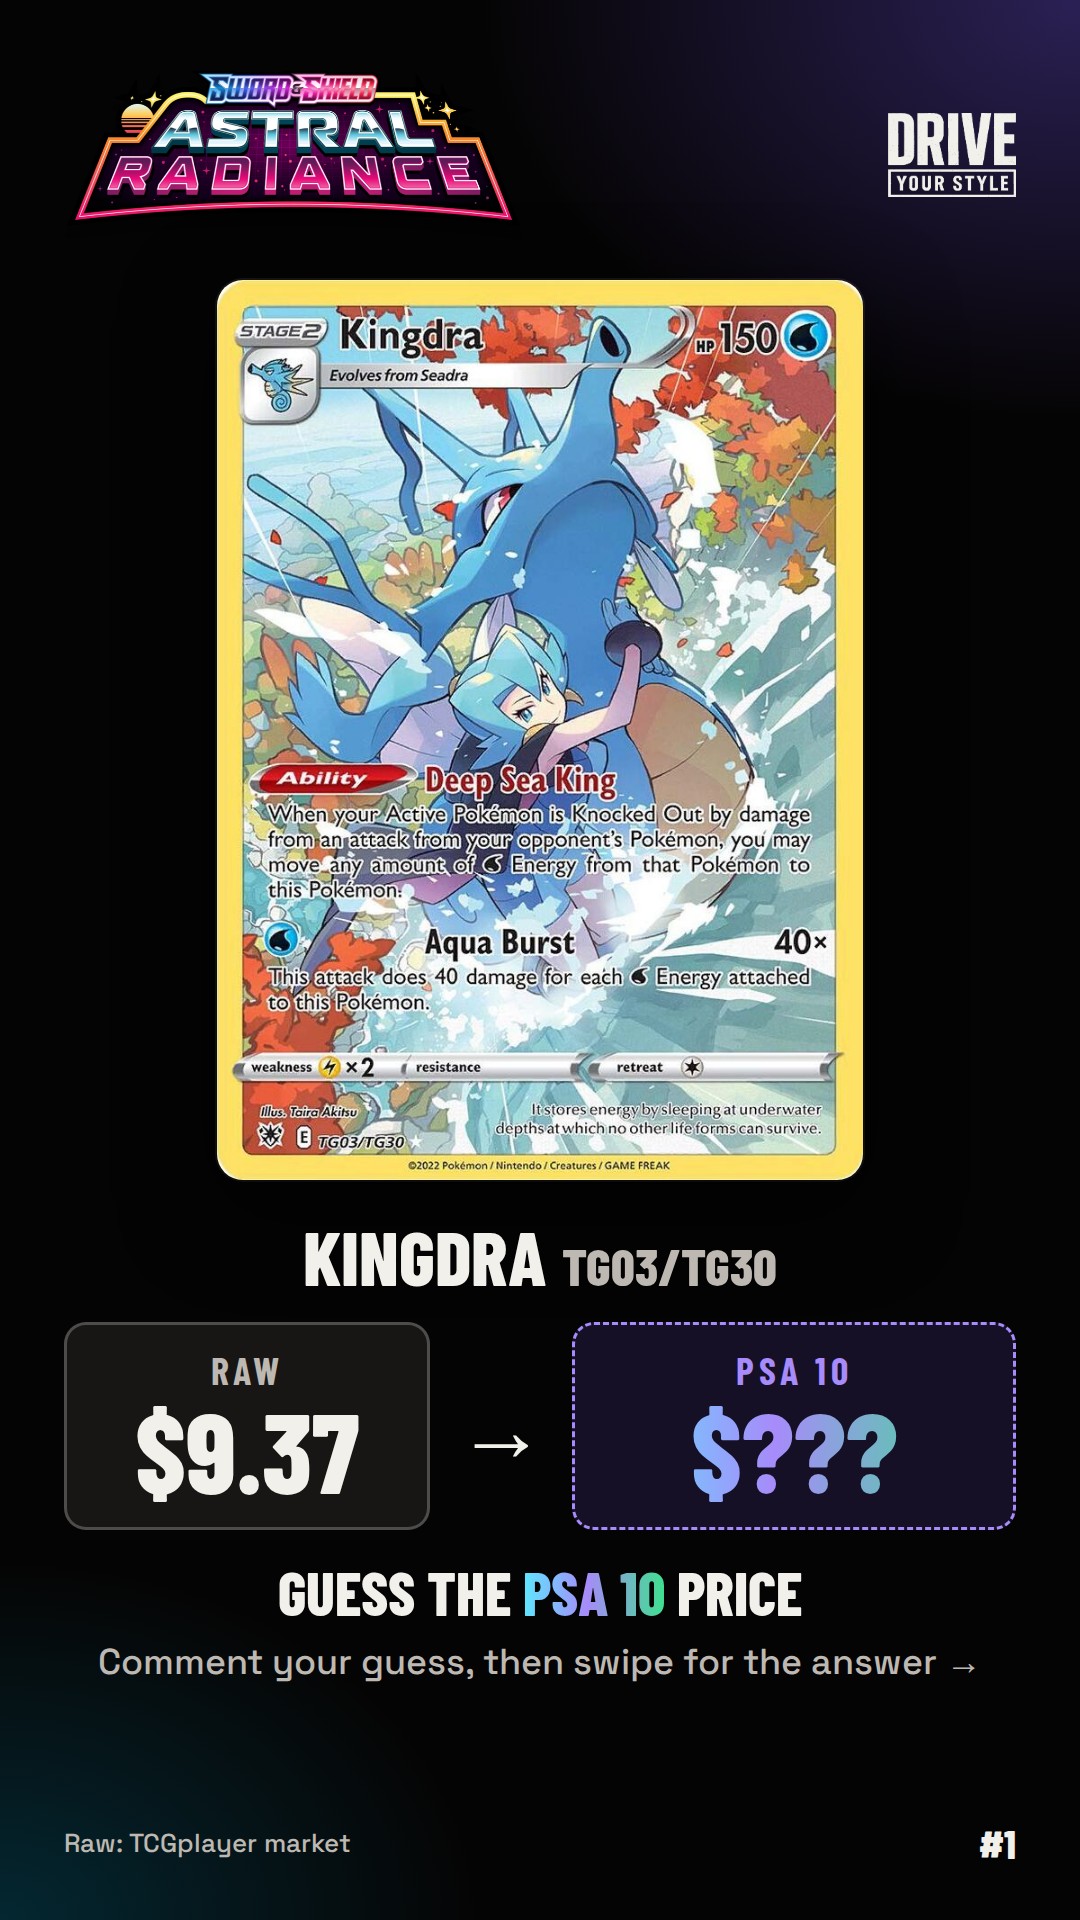 SWORD & SHIELD
ASTRAL
RADIANCE
DRIVE
YOUR STYLE
STAGE 2
Kingdra
HP 150
Evolves from Seadra
Ability
Deep Sea King
When your Active Pokémon is Knocked Out by damage
from an attack from your opponent's Pokémon, you may
move any amount of Energy from that Pokémon to
this Pokémon.
Aqua Burst 40×
This attack does 40 damage for each Energy attached
to this Pokémon.
weakness ×2 resistance retreat
Illus. Taira Akitsu
It stores energy by sleeping at underwater
depths at which no other life forms can survive.
E TG03/TG30
©2022 Pokémon / Nintendo / Creatures / GAME FREAK
KINGDRA TG03/TG30
RAW
$9.37
→
PSA 10
$???
GUESS THE PSA 10 PRICE
Comment your guess, then swipe for the answer →
Raw: TCGplayer market
#1